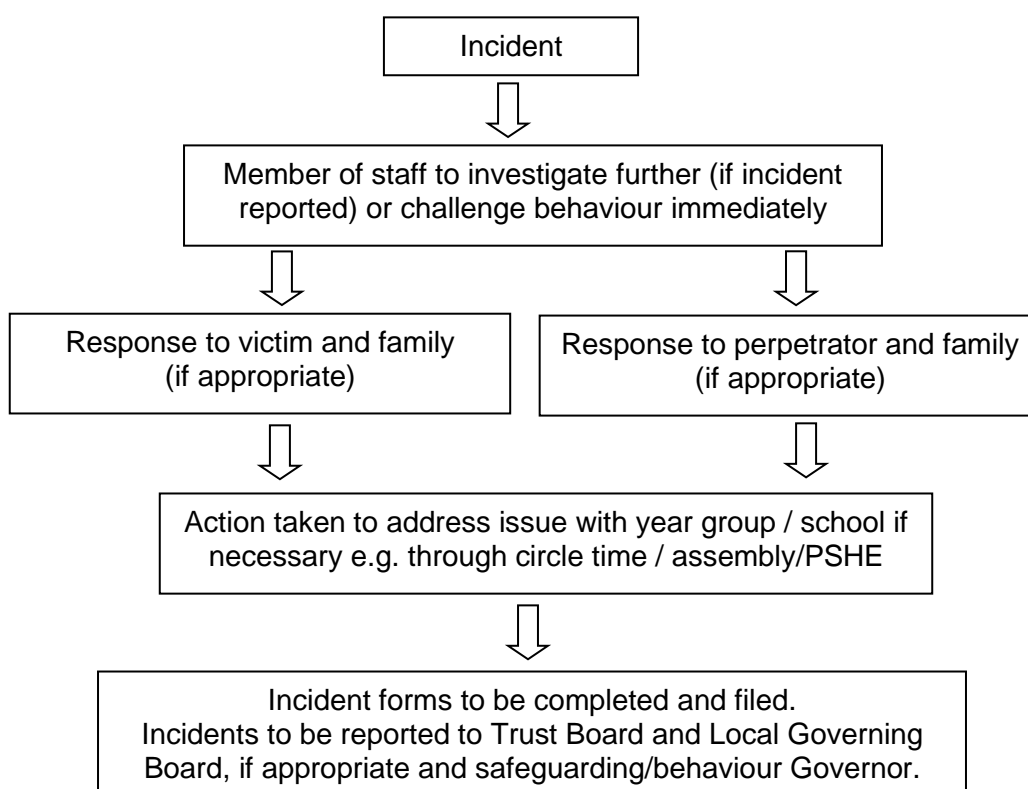 Incident
Member of staff to investigate further (if incident
reported) or challenge behaviour immediately
Response to victim and family
(if appropriate)
Response to perpetrator and family
(if appropriate)
Action taken to address issue with year group / school if
necessary e.g. through circle time / assembly/PSHE
Incident forms to be completed and filed.
Incidents to be reported to Trust Board and Local Governing
Board, if appropriate and safeguarding/behaviour Governor.